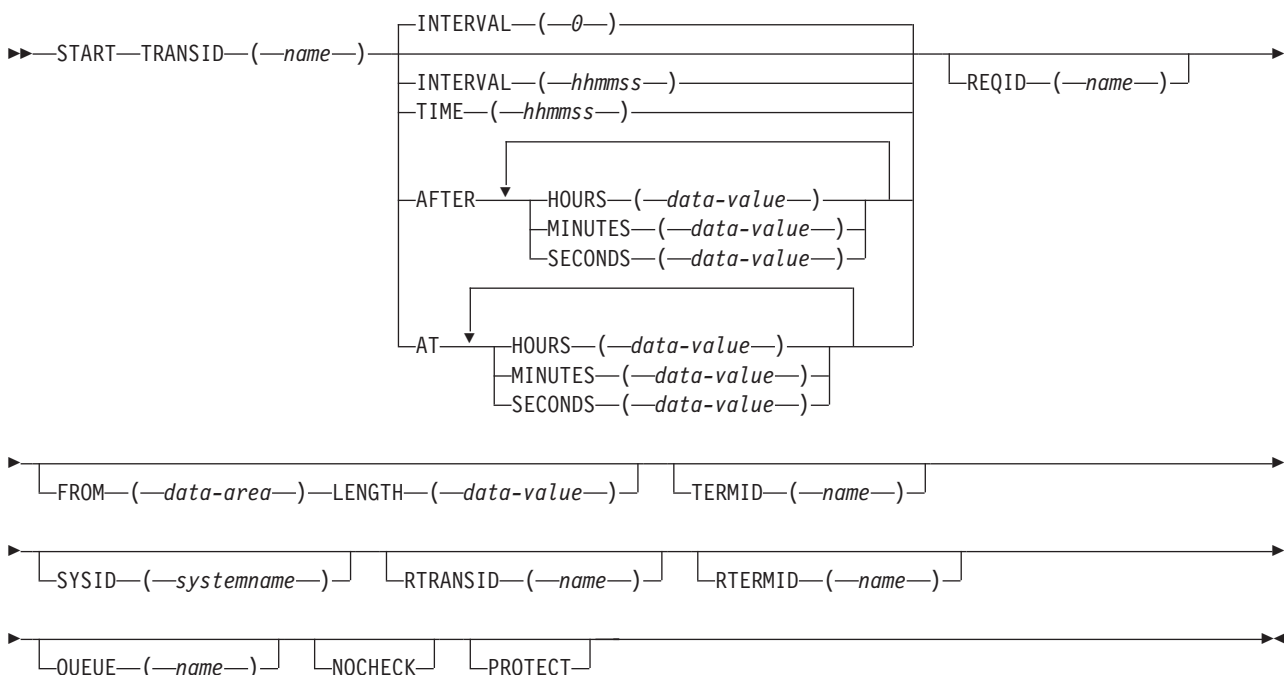 INTERVAL ( 0 )
START TRANSID ( name )
INTERVAL ( hhmmss ) REQID ( name )
TIME ( hhmmss )
AFTER HOURS ( data-value )
MINUTES ( data-value )
SECONDS ( data-value )
AT HOURS ( data-value )
MINUTES ( data-value )
SECONDS ( data-value )
FROM ( data-area ) LENGTH ( data-value ) TERMID ( name )
SYSID ( systemname ) RTRANSID ( name ) RTERMID ( name )
QUEUE ( name ) NOCHECK PROTECT